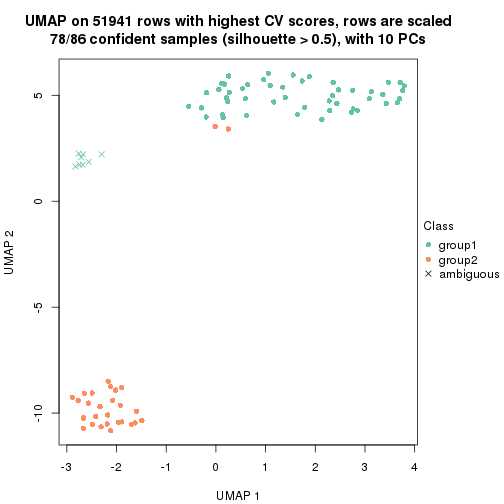 UMAP on 51941 rows with highest CV scores, rows are scaled
78/86 confident samples (silhouette > 0.5), with 10 PCs
5
0
-5
-10
UMAP 2
-3
-2
-1
0
1
2
3
4
UMAP 1
Class
group1
group2
ambiguous